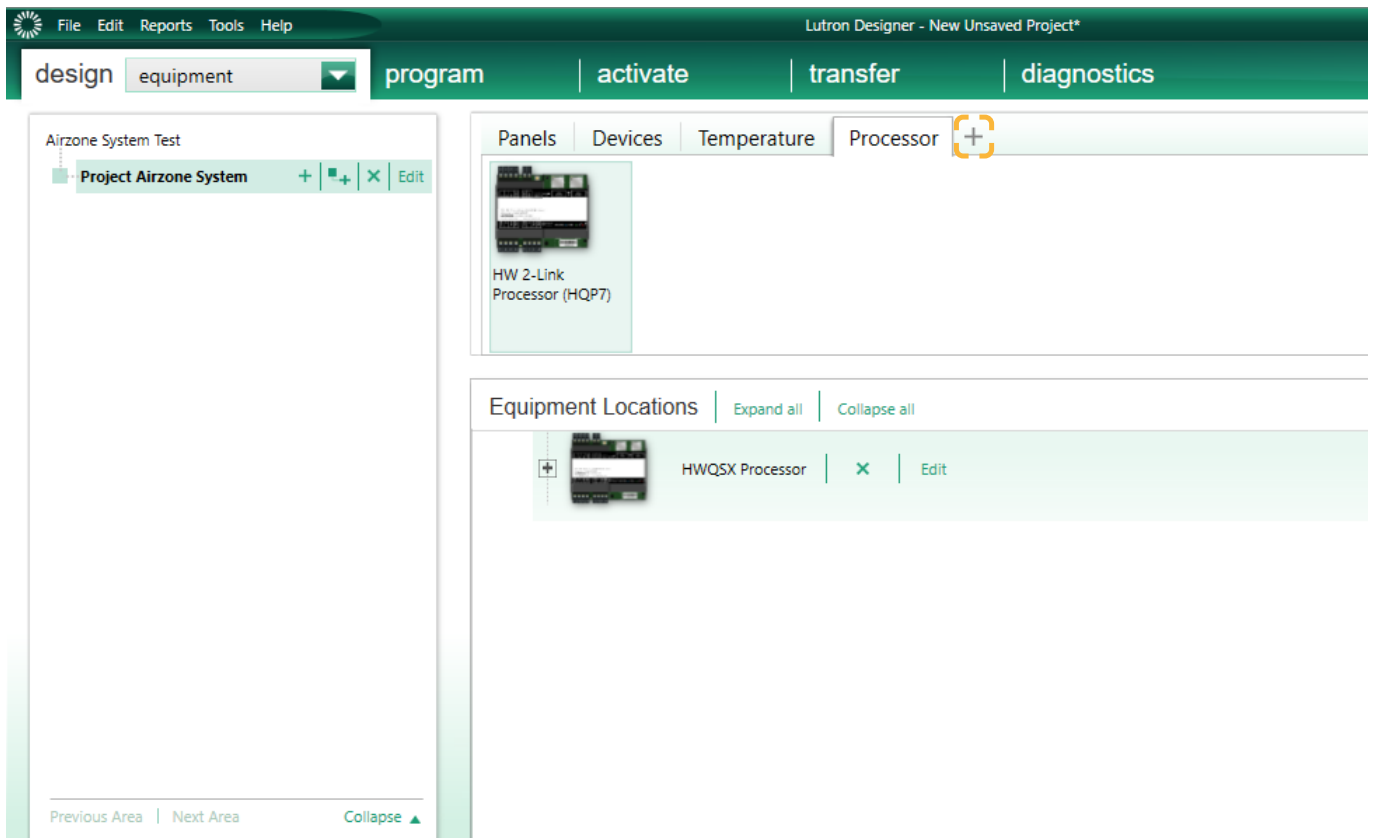 File Edit Reports Tools Help
Lutron Designer - New Unsaved Project*
design equipment program activate transfer diagnostics
Airzone System Test
Project Airzone System + + × Edit
Panels Devices Temperature Processor +
HW 2-Link
Processor (HQP7)
Equipment Locations Expand all Collapse all
HWQSX Processor × Edit
Previous Area Next Area Collapse